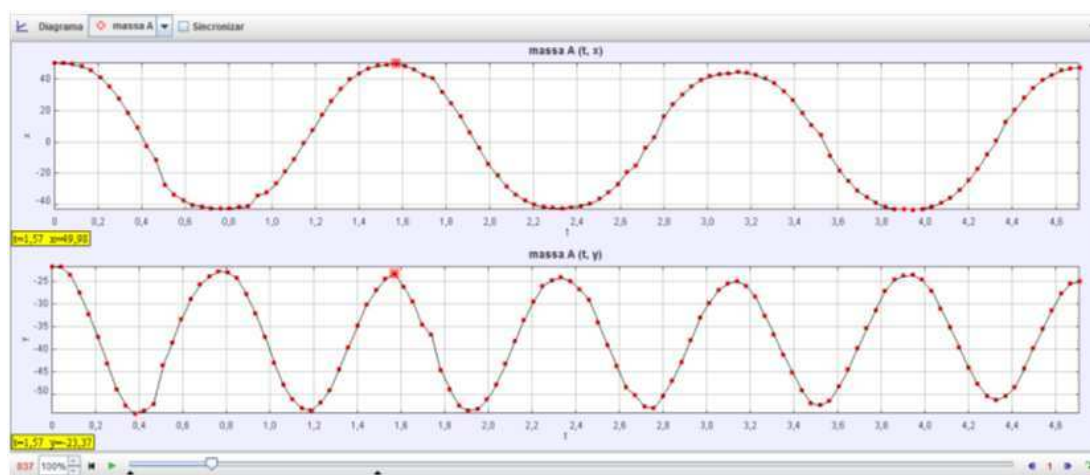 Diagrama massa A Sincronizar
massa A (t, x)
40
20
0
-20
-40
x
0 0,2 0,4 0,6 0,8 1,0 1,2 1,4 1,6 1,8 2,0 2,2 2,4 2,6 2,8 3,0 3,2 3,4 3,6 3,8 4,0 4,2 4,4 4,6
t
t=1,57 x=49,98
massa A (t, y)
-25
-30
-35
-40
-45
-50
y
0 0,2 0,4 0,6 0,8 1,0 1,2 1,4 1,6 1,8 2,0 2,2 2,4 2,6 2,8 3,0 3,2 3,4 3,6 3,8 4,0 4,2 4,4 4,6
t
t=1,57 y=-23,37
037 100% 1